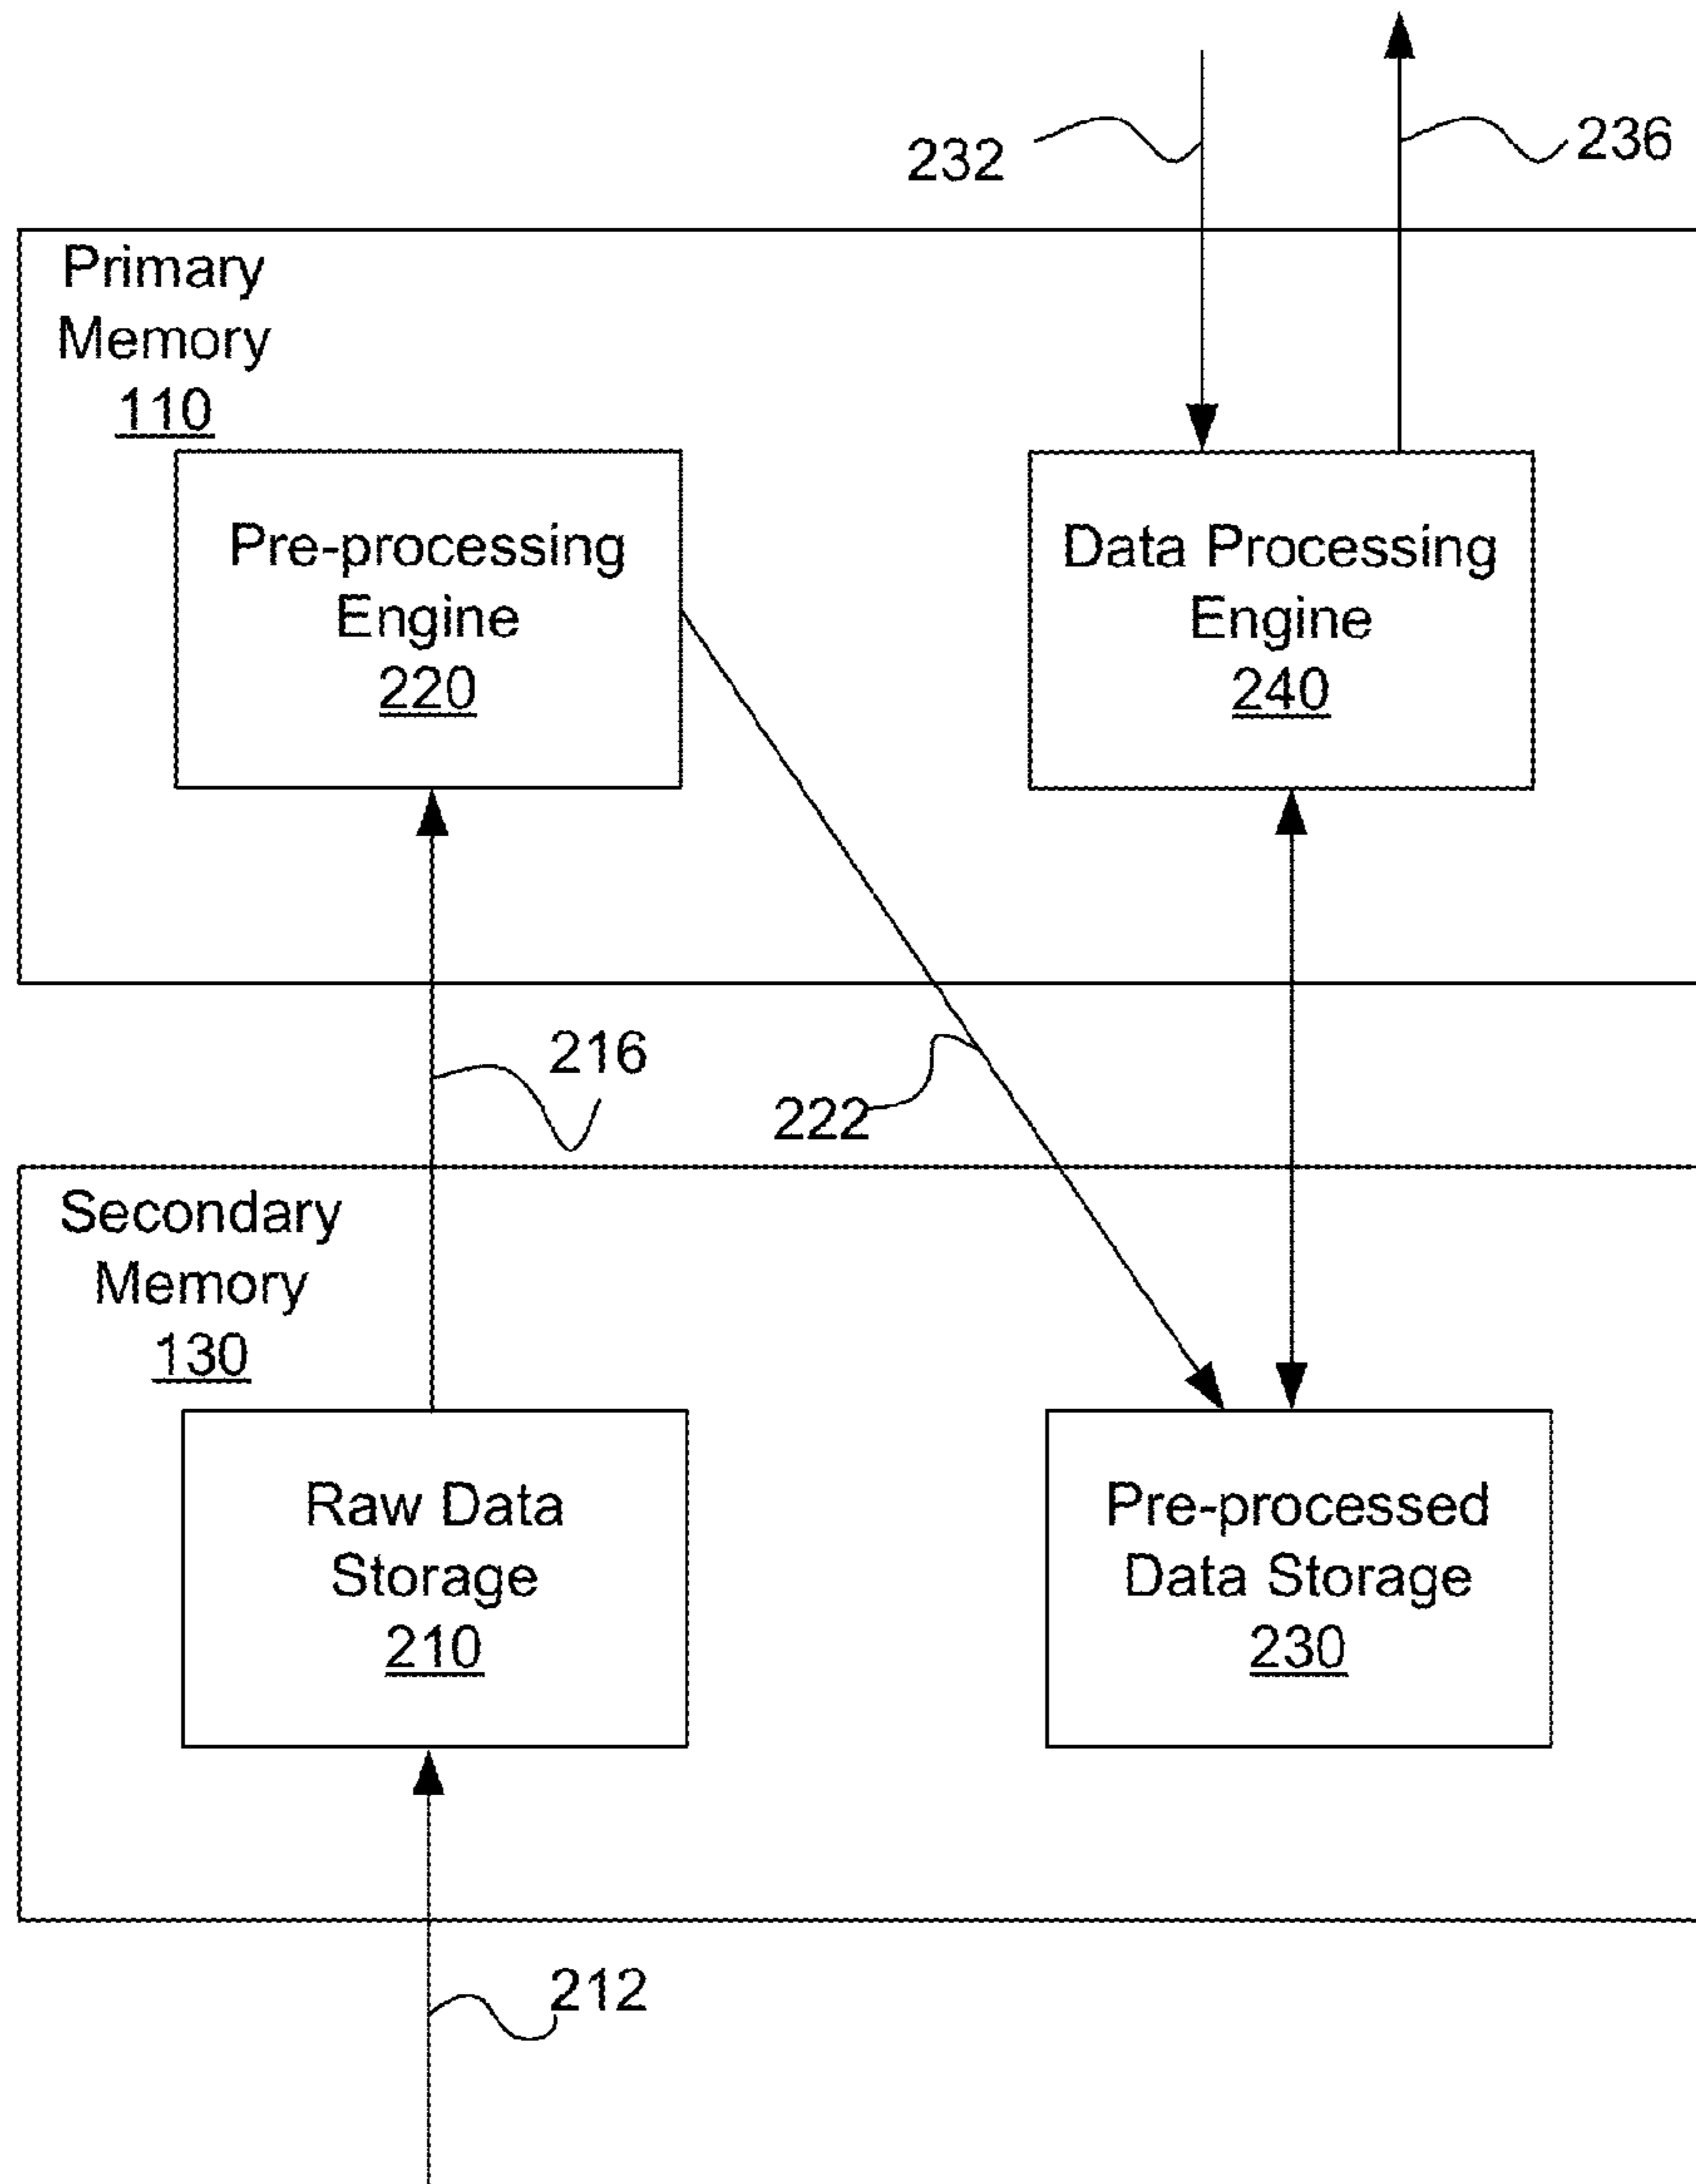 232
236
Primary
Memory
110
Pre-processing
Engine
220
Data Processing
Engine
240
216
222
Secondary
Memory
130
Raw Data
Storage
210
Pre-processed
Data Storage
230
212